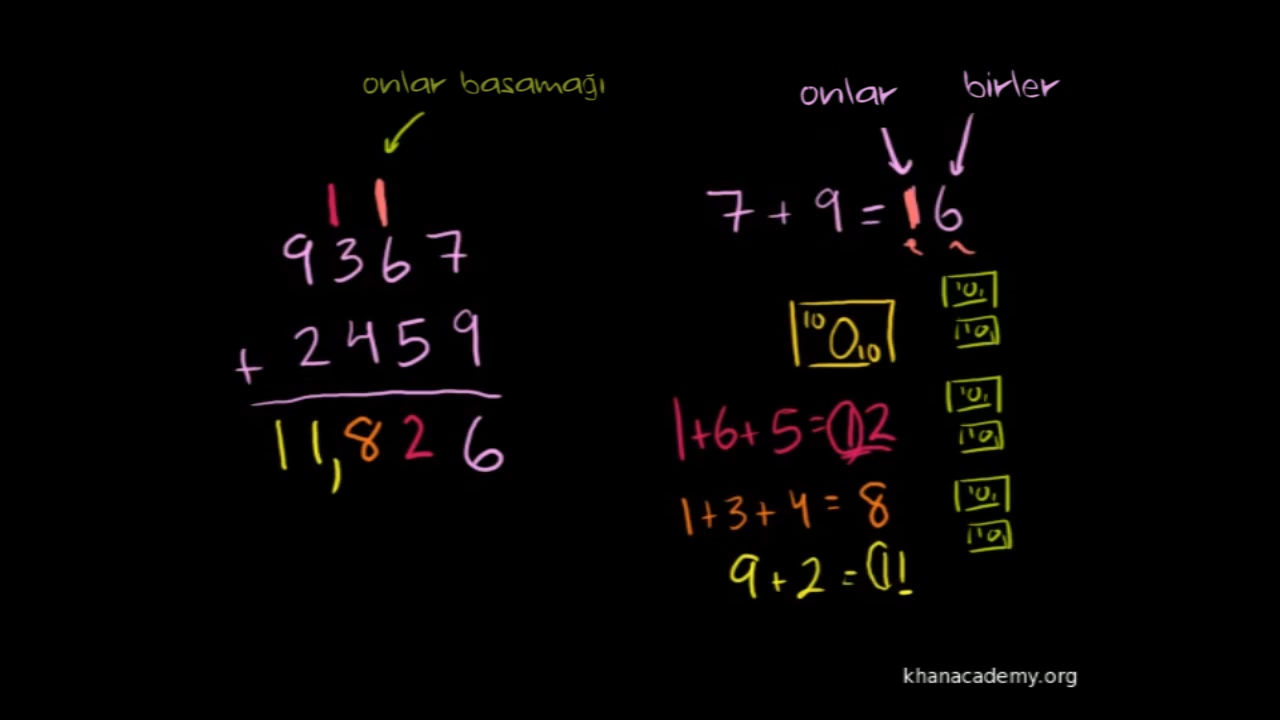 onlar basamağı
1 1
9367
+ 2459
11,826
onlar birler
7 + 9 = 16
10 0 10
1+6+5=12
1+3+4=8
9+2=11
khanacademy.org